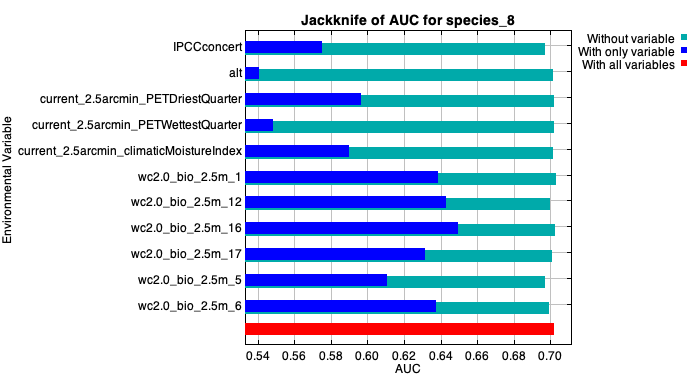 Jackknife of AUC for species_8
Without variable
With only variable
With all variables
Environmental Variable
IPCCconcert
alt
current_2.5arcmin_PETDriestQuarter
current_2.5arcmin_PETWettestQuarter
current_2.5arcmin_climaticMoistureIndex
wc2.0_bio_2.5m_1
wc2.0_bio_2.5m_12
wc2.0_bio_2.5m_16
wc2.0_bio_2.5m_17
wc2.0_bio_2.5m_5
wc2.0_bio_2.5m_6
0.54 0.56 0.58 0.60 0.62 0.64 0.66 0.68 0.70
AUC